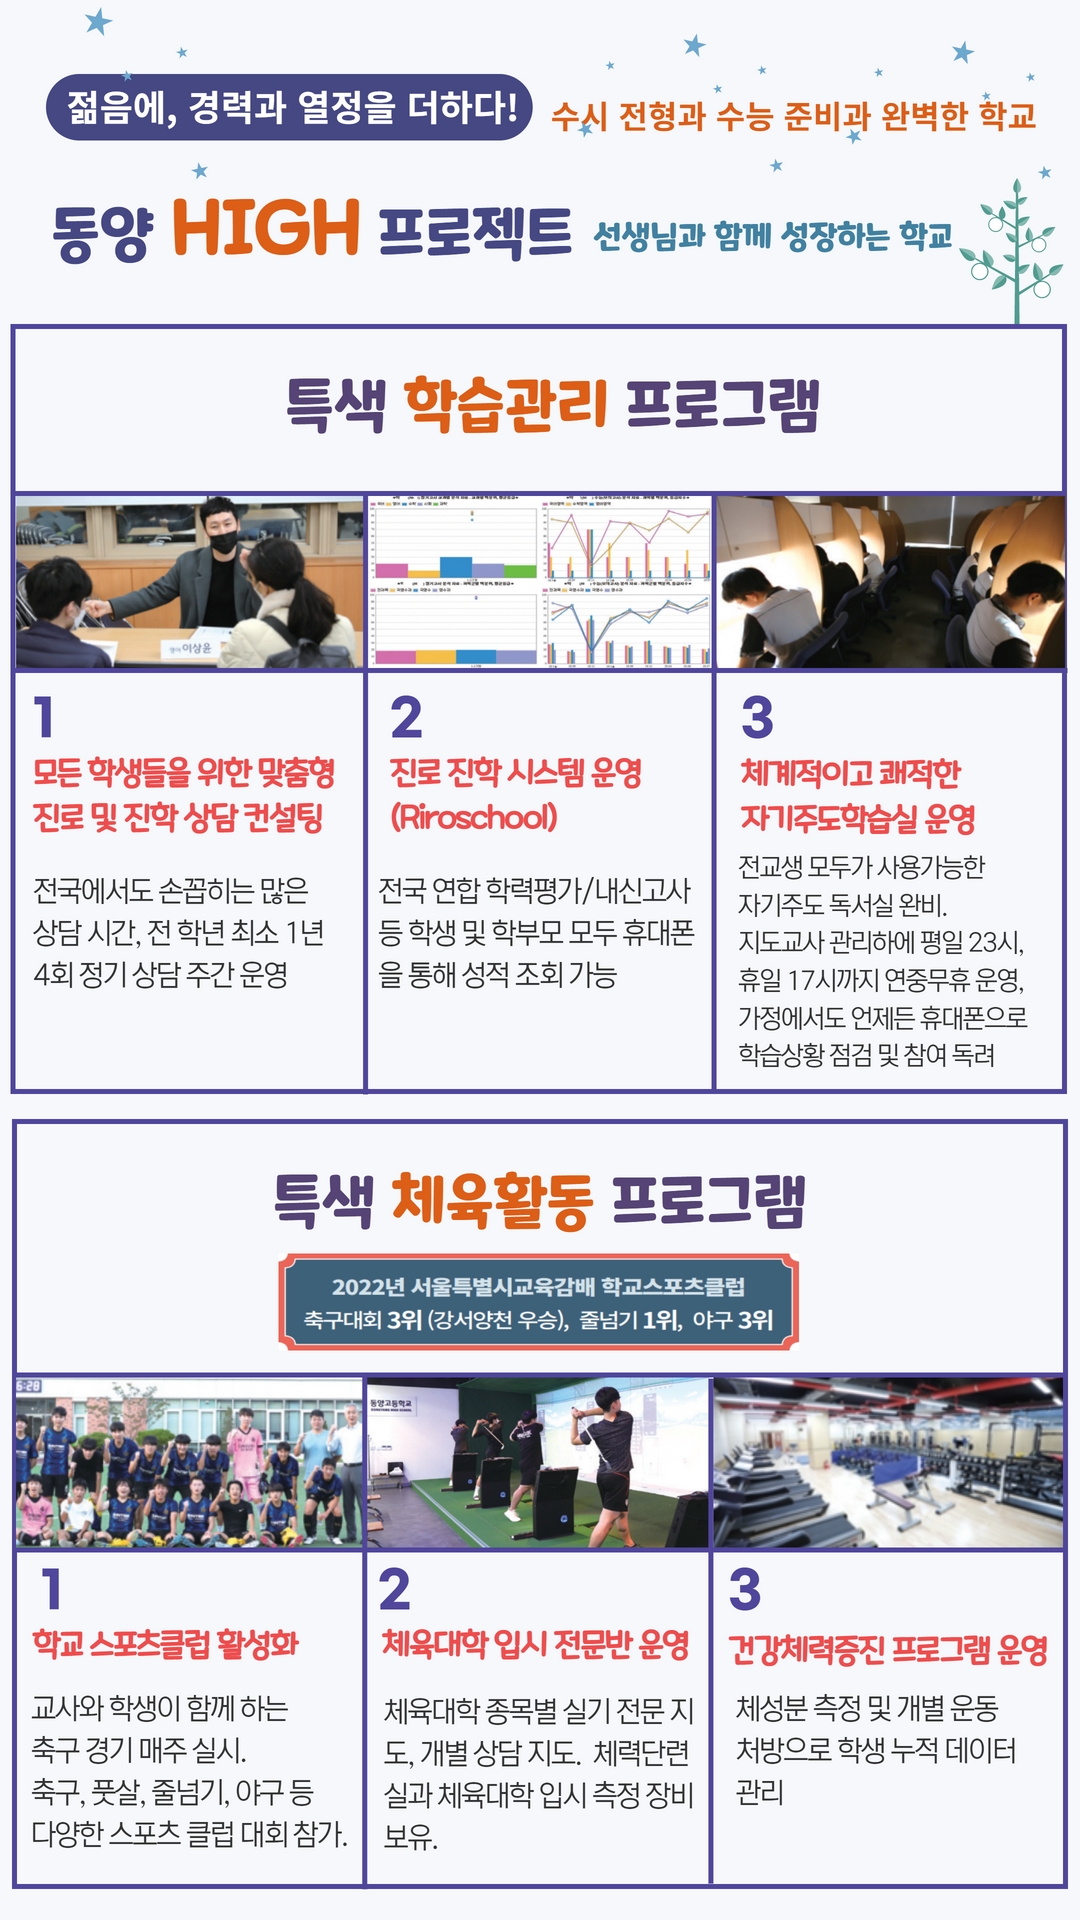 젊음에, 경력과 열정을 더하다!
수시 전형과 수능 준비과 완벽한 학교
동양 HIGH 프로젝트
선생님과 함께 성장하는 학교
특색 학습관리 프로그램
영어 이상윤
1
모든 학생들을 위한 맞춤형
진로 및 진학 상담 컨설팅
전국에서도 손꼽히는 많은
상담 시간, 전 학년 최소 1년
4회 정기 상담 주간 운영
2
진로 진학 시스템 운영
(Riroschool)
전국 연합 학력평가/내신고사
등 학생 및 학부모 모두 휴대폰
을 통해 성적 조회 가능
3
체계적이고 쾌적한
자기주도학습실 운영
전교생 모두가 사용가능한
자기주도 독서실 완비.
지도교사 관리하에 평일 23시,
휴일 17시까지 연중무휴 운영,
가정에서도 언제든 휴대폰으로
학습상황 점검 및 참여 독려
특색 체육활동 프로그램
2022년 서울특별시교육감배 학교스포츠클럽
축구대회 3위 (강서양천 우승), 줄넘기 1위, 야구 3위
6:28
동양고등학교
1
학교 스포츠클럽 활성화
교사와 학생이 함께 하는
축구 경기 매주 실시.
축구, 풋살, 줄넘기, 야구 등
다양한 스포츠 클럽 대회 참가.
2
체육대학 입시 전문반 운영
체육대학 종목별 실기 전문 지
도, 개별 상담 지도. 체력단련
실과 체육대학 입시 측정 장비
보유.
3
건강체력증진 프로그램 운영
체성분 측정 및 개별 운동
처방으로 학생 누적 데이터
관리